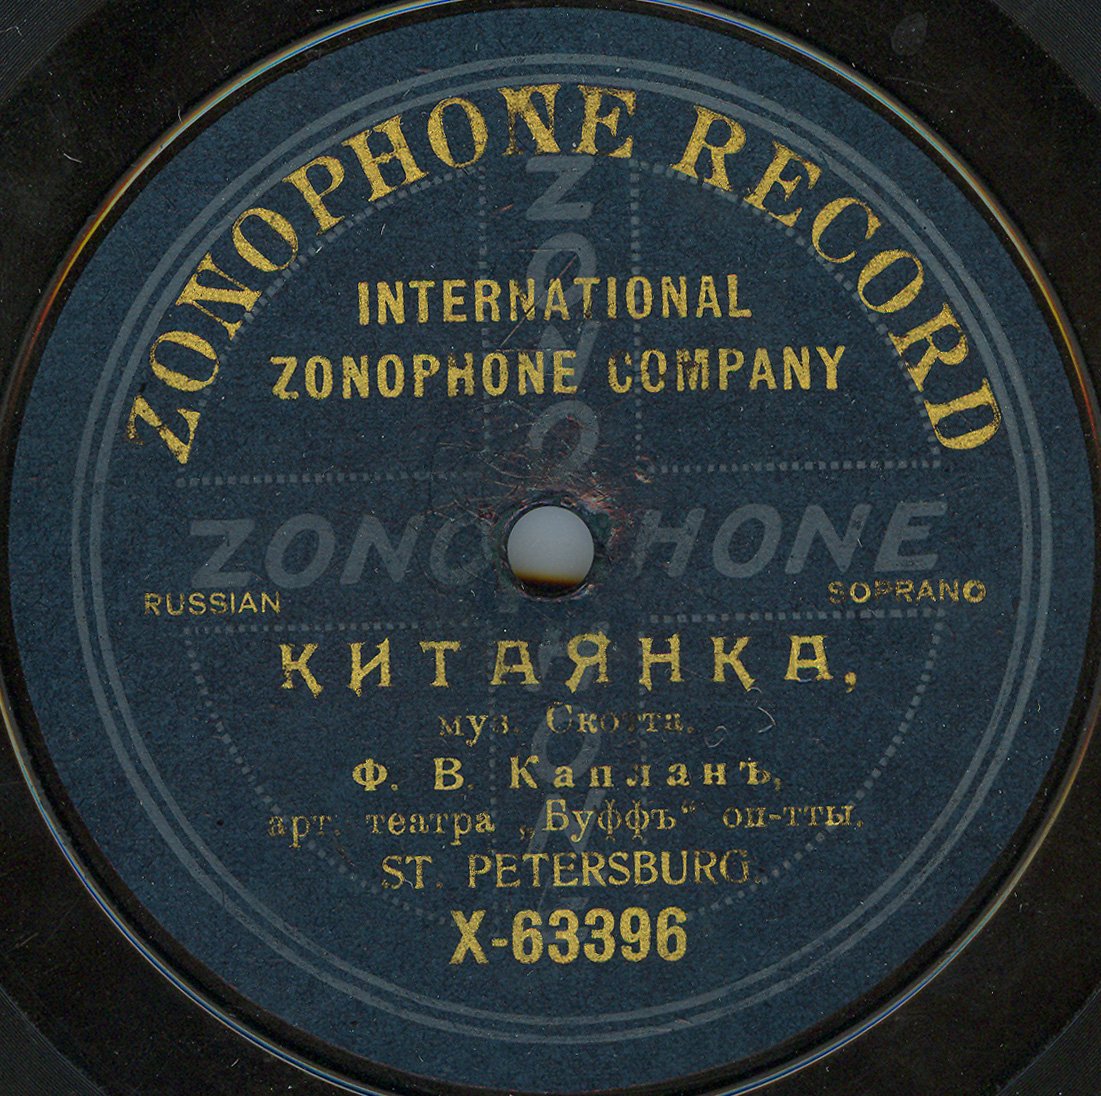 ZONOPHONE RECORD
INTERNATIONAL
ZONOPHONE COMPANY
ZONOPHONE
ZONOPHONE
RUSSIAN
SOPRANO
КИТАЯНКА,
муз. Скотта.
Ф. В. Капланъ,
арт. театра „Буффъ“ оп-тты.
ST. PETERSBURG.
X-63396